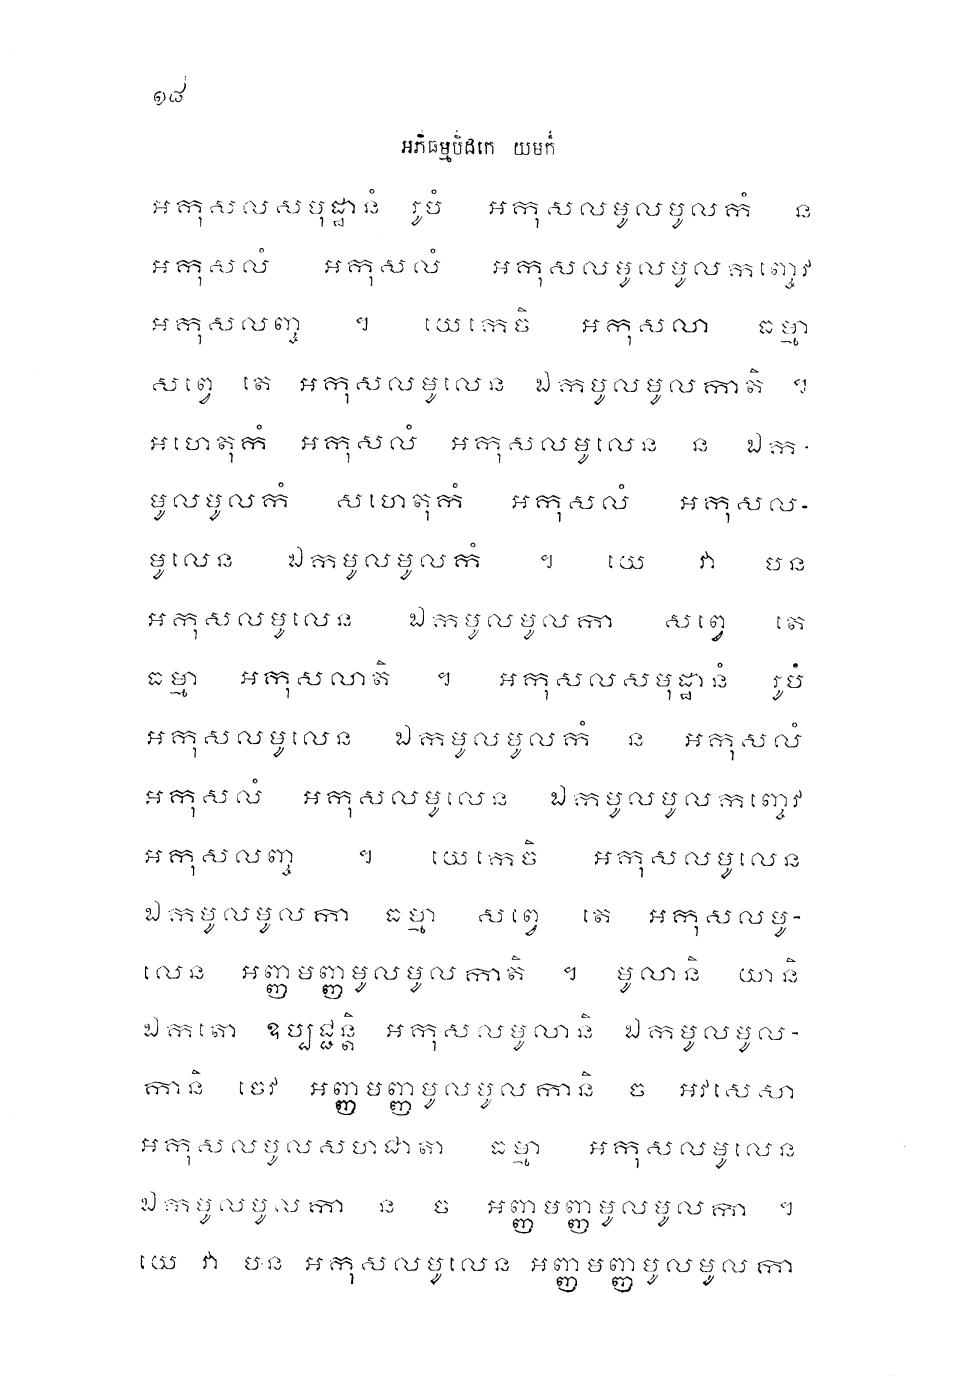 ១៨
អភិធម្មបិដកេ យមកំ
អកុសលសមុដ្ឋានំ រូបំ អកុសលមូលមូលកំ ន
អកុសលំ អកុសលំ អកុសលមូលមូលកញ្ចេវ
អកុសលញ្ច ។ យេកេចិ អកុសលា ធម្មា
សព្វេ តេ អកុសលមូលេន ឯកមូលមូលកាតិ ។
អហេតុកំ អកុសលំ អកុសលមូលេន ន ឯក-
មូលមូលកំ សហេតុកំ អកុសលំ អកុសល-
មូលេន ឯកមូលមូលកំ ។ យេ វា បន
អកុសលមូលេន ឯកមូលមូលកា សព្វេ តេ
ធម្មា អកុសលាតិ ។ អកុសលសមុដ្ឋានំ រូបំ
អកុសលមូលេន ឯកមូលមូលកំ ន អកុសលំ
អកុសលំ អកុសលមូលេន ឯកមូលមូលកញ្ចេវ
អកុសលញ្ច ។ យេកេចិ អកុសលមូលេន
ឯកមូលមូលកា ធម្មា សព្វេ តេ អកុសលមូ-
លេន អញ្ញមញ្ញមូលមូលកាតិ ។ មូលានិ យានិ
ឯកតោ ឧប្បជ្ជន្តិ អកុសលមូលានិ ឯកមូលមូល-
កានិ ចេវ អញ្ញមញ្ញមូលមូលកានិ ច អវសេសា
អកុសលមូលសហជាតា ធម្មា អកុសលមូលេន
ឯកមូលមូលកា ន ច អញ្ញមញ្ញមូលមូលកា ។
យេ វា បន អកុសលមូលេន អញ្ញមញ្ញមូលមូលកា